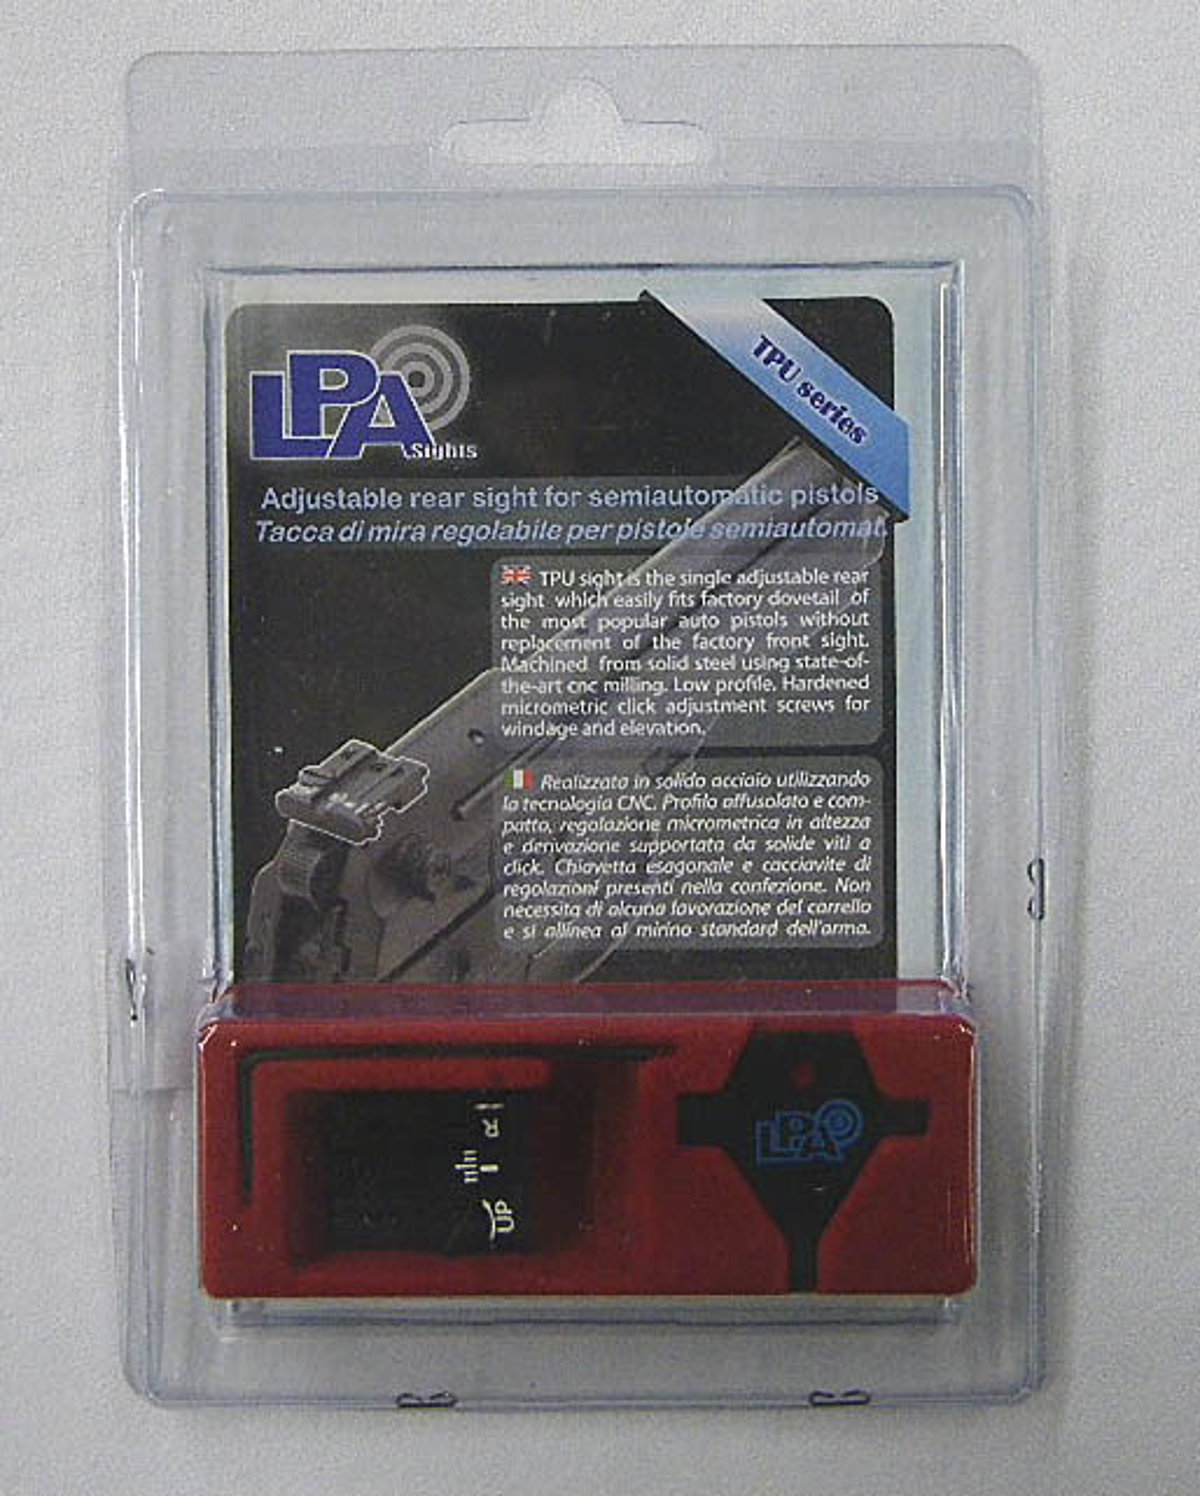 LPA
Sights
TPU series
Adjustable rear sight for semiautomatic pistols
Tacca di mira regolabile per pistole semiautomat.
TPU sight is the single adjustable rear
sight which easily fits factory dovetail of
the most popular auto pistols without
replacement of the factory front sight.
Machined from solid steel using state-of-
the-art cnc milling. Low profile. Hardened
micrometric click adjustment screws for
windage and elevation.
Realizzata in solido acciaio utilizzando
la tecnologia CNC. Profilo affusolato e com-
patto, regolazione micrometrica in altezza
e derivazione supportata da solide viti a
click. Chiavetta esagonale e cacciavite di
regolazioni presenti nella confezione. Non
necessita di alcuna lavorazione del carrello
e si allinea al mirino standard dell'arma.
R
UP
LPA